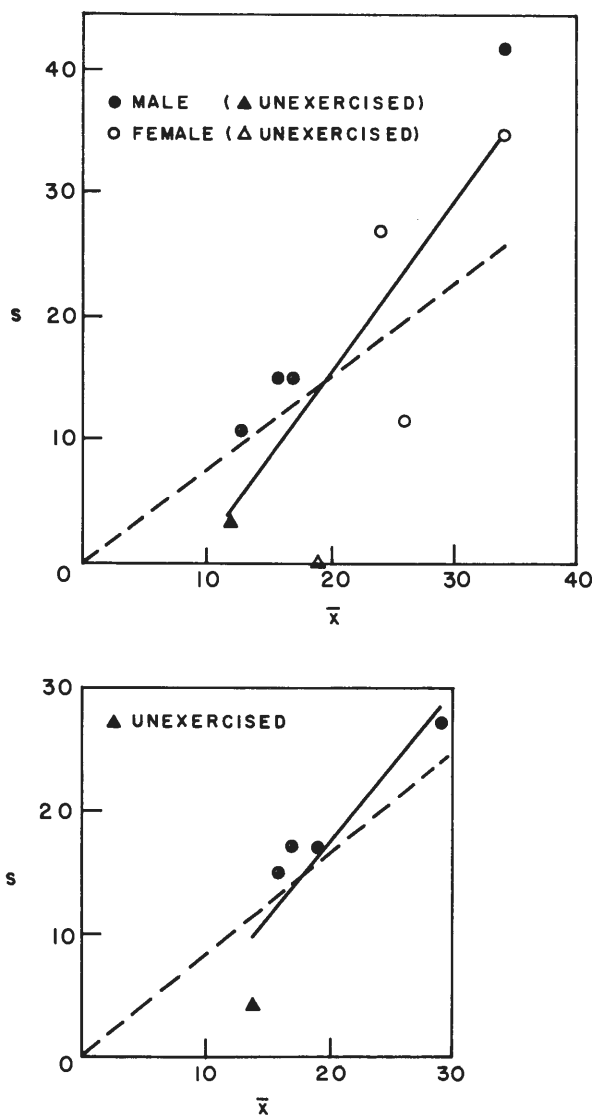 40
● MALE (▲ UNEXERCISED)
○ FEMALE (△ UNEXERCISED)
30
S
20
10
0
10 20 30 40
x̄
30
▲ UNEXERCISED
20
S
10
0
10 20 30
x̄